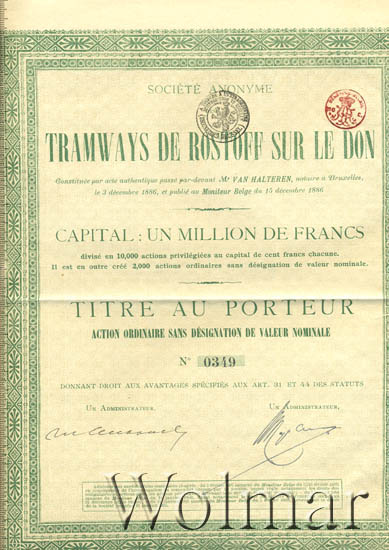 SOCIÉTÉ ANONYME
TRAMWAYS DE ROSTOFF SUR LE DON
Constituée par acte authentique passé par-devant Me VAN HALTEREN, notaire à Bruxelles,
le 3 décembre 1886, et publié au Moniteur Belge du 15 décembre 1886
CAPITAL : UN MILLION DE FRANCS
divisé en 10,000 actions privilégiées au capital de cent francs chacune.
Il est en outre créé 2,000 actions ordinaires sans désignation de valeur nominale.
TITRE AU PORTEUR
ACTION ORDINAIRE SANS DÉSIGNATION DE VALEUR NOMINALE
No 0349
DONNANT DROIT AUX AVANTAGES SPÉCIFIÉS AUX ART. 31 ET 44 DES STATUTS
UN ADMINISTRATEUR, UN ADMINISTRATEUR,
Wolmar